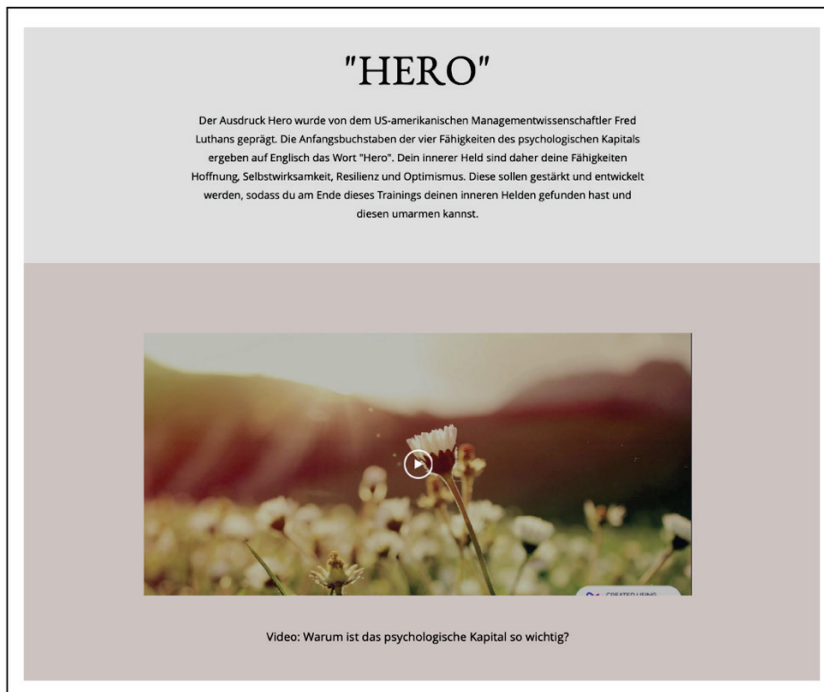 "HERO"
Der Ausdruck Hero wurde von dem US-amerikanischen Managementwissenschaftler Fred
Luthans geprägt. Die Anfangsbuchstaben der vier Fähigkeiten des psychologischen Kapitals
ergeben auf Englisch das Wort "Hero". Dein innerer Held sind daher deine Fähigkeiten
Hoffnung, Selbstwirksamkeit, Resilienz und Optimismus. Diese sollen gestärkt und entwickelt
werden, sodass du am Ende dieses Trainings deinen inneren Helden gefunden hast und
diesen umarmen kannst.
CREATED USING
Video: Warum ist das psychologische Kapital so wichtig?